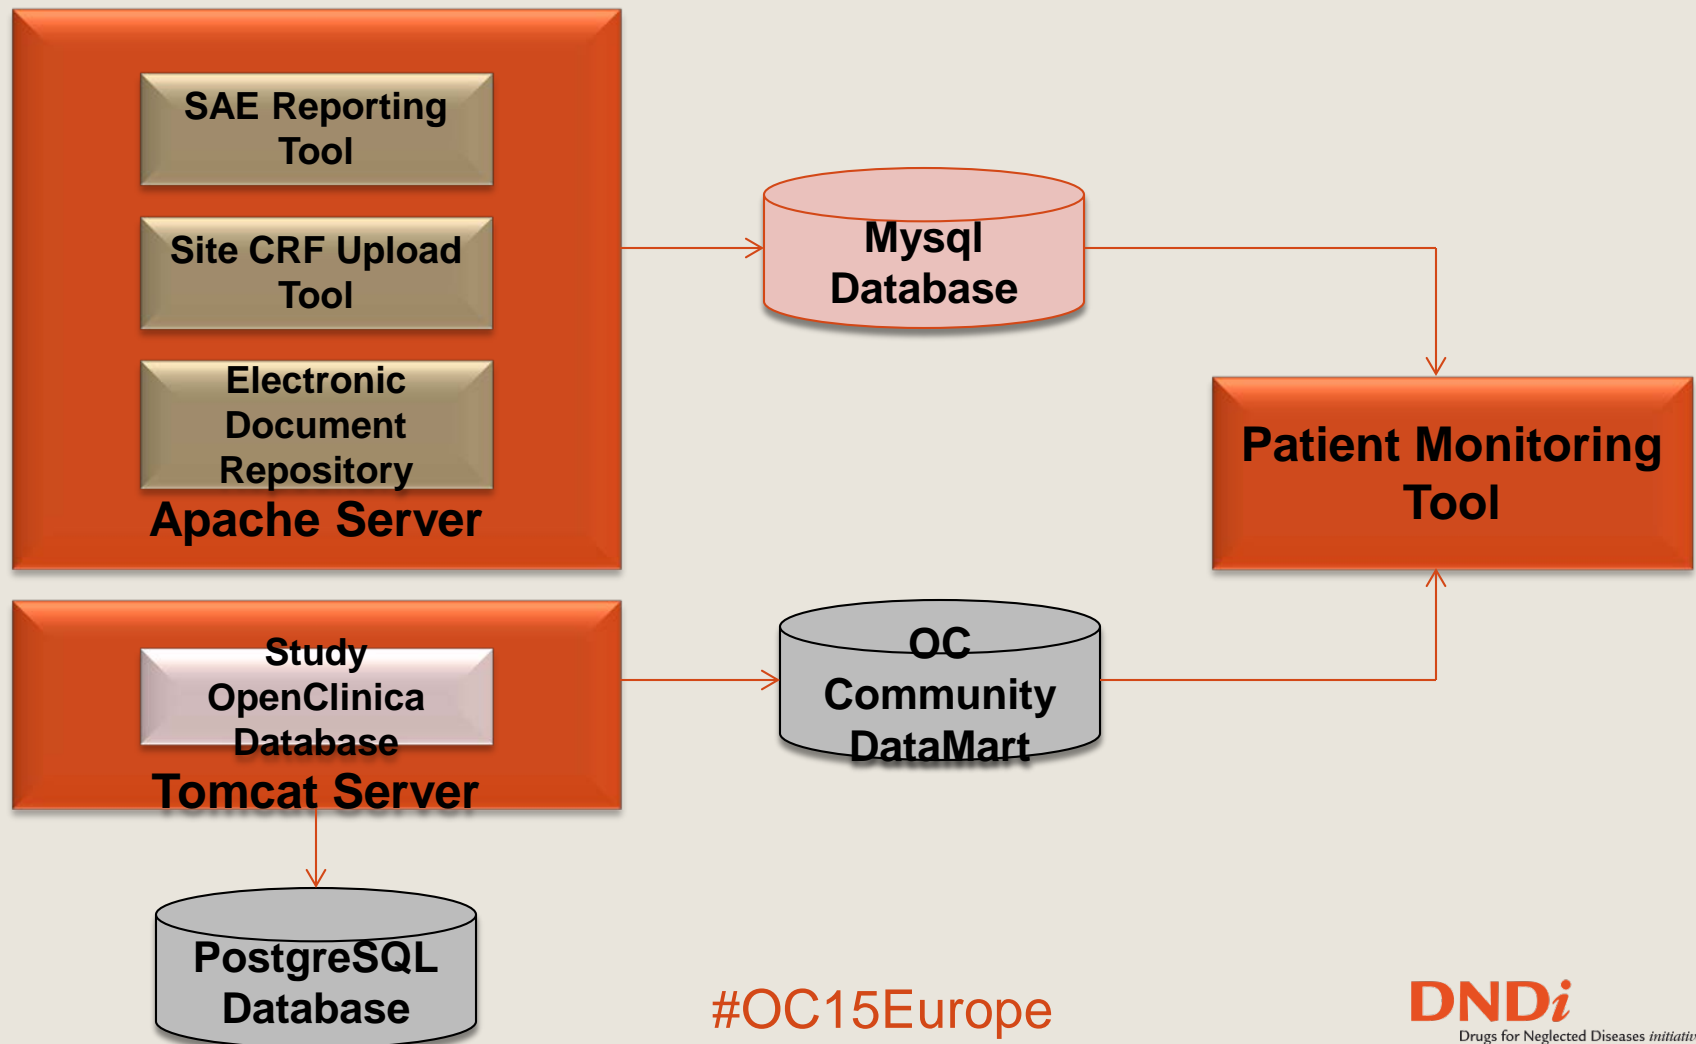 SAE Reporting
Tool
Site CRF Upload
Tool
Electronic
Document
Repository
Apache Server
Mysql
Database
Patient Monitoring
Tool
Study
OpenClinica
Database
Tomcat Server
OC
Community
DataMart
PostgreSQL
Database
#OC15Europe
DNDi
Drugs for Neglected Diseases initiativ